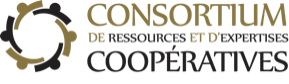 CONSORTIUM
DE RESSOURCES ET D'EXPERTISES
COOPÉRATIVES